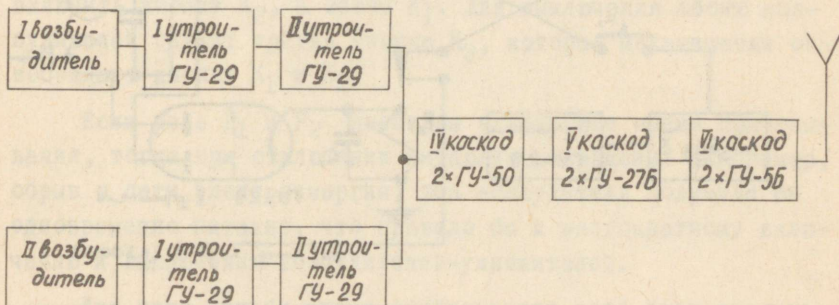 I возбу-
дитель
I утрои-
тель
ГУ-29
II утрои-
тель
ГУ-29
IV каскад
2×ГУ-50
V каскад
2×ГУ-27Б
VI каскад
2×ГУ-5Б
II возбу-
дитель
I утрои-
тель
ГУ-29
II утрои-
тель
ГУ-29